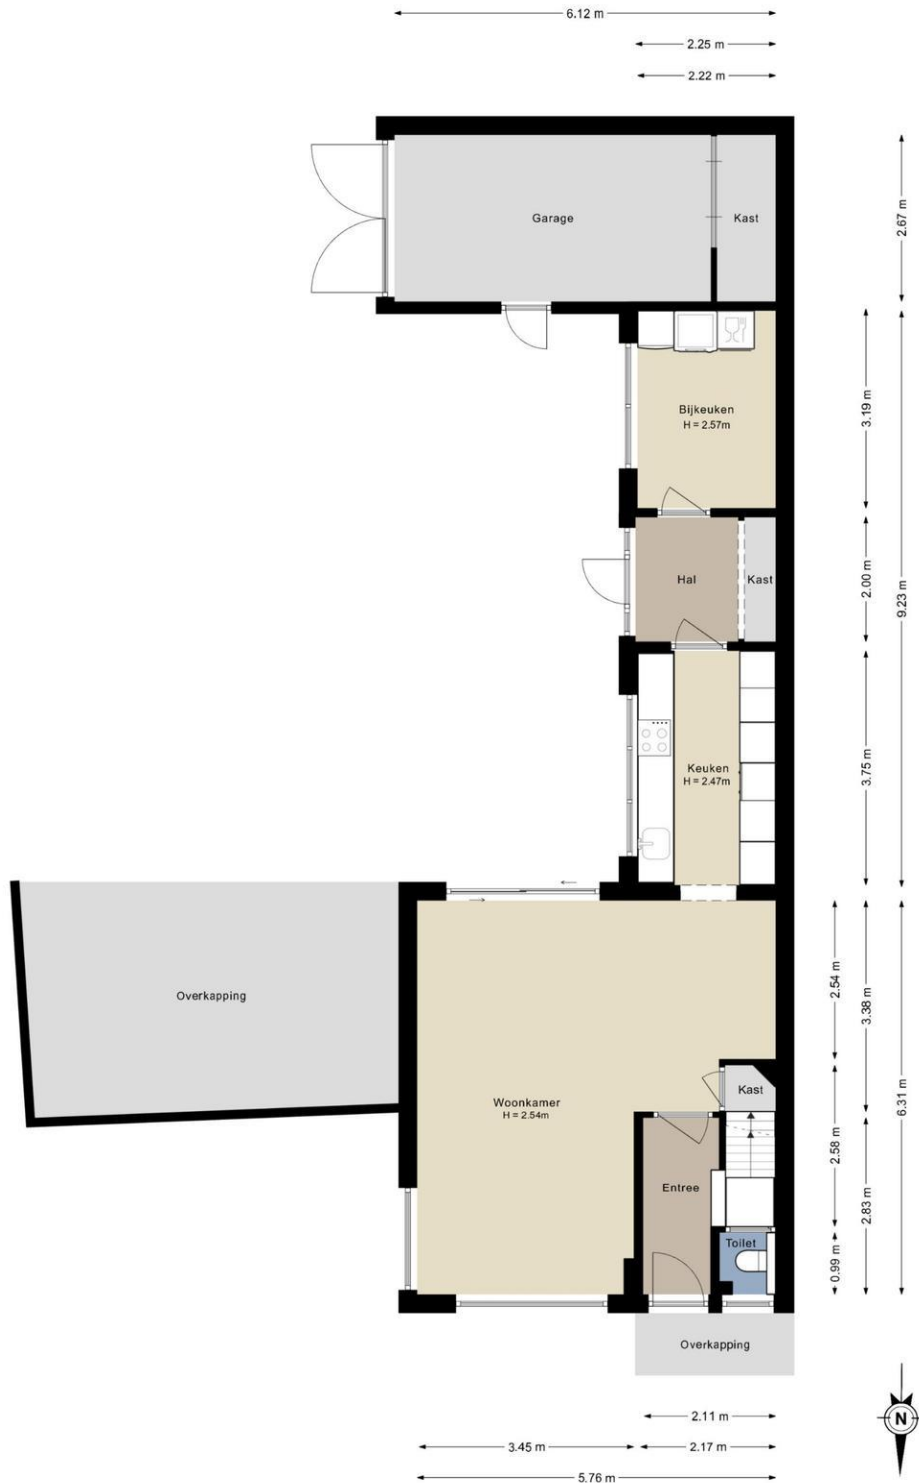 6.12 m
2.25 m
2.22 m
Garage
Kast
2.67 m
Bijkeuken
H = 2.57m
3.19 m
Hal
Kast
2.00 m
9.23 m
Keuken
H = 2.47m
3.75 m
Overkapping
2.54 m
3.38 m
Woonkamer
H = 2.54m
Kast
6.31 m
2.58 m
Entree
2.83 m
Toilet
0.99 m
Overkapping
N
2.11 m
3.45 m
2.17 m
5.76 m